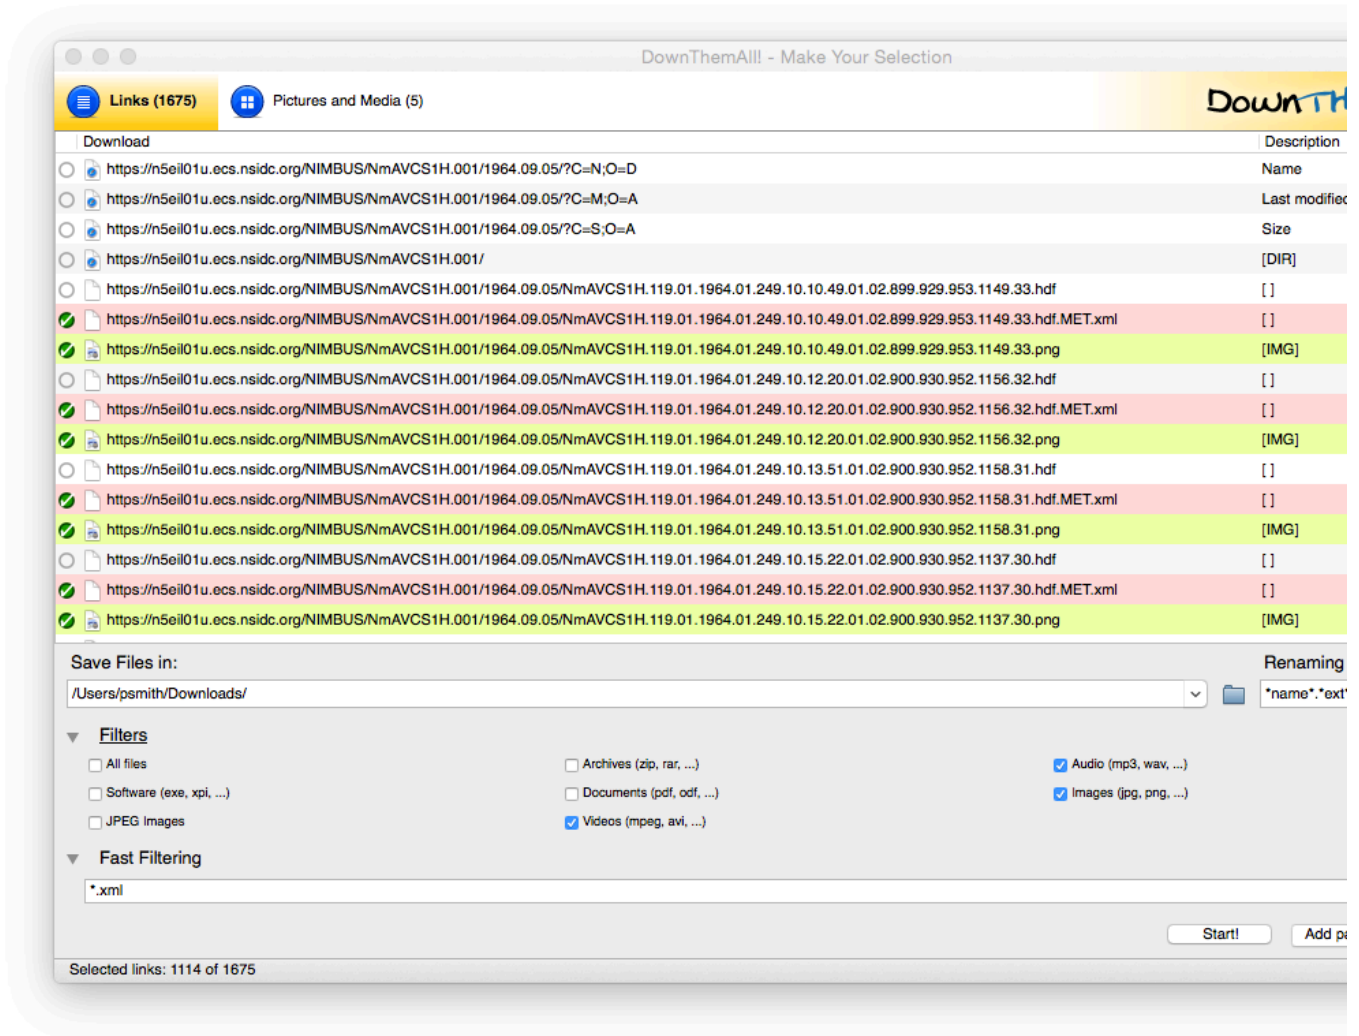 DownThemAll! - Make Your Selection
Links (1675) Pictures and Media (5)
Download Description
https://n5eil01u.ecs.nsidc.org/NIMBUS/NmAVCS1H.001/1964.09.05/?C=N;O=D Name
https://n5eil01u.ecs.nsidc.org/NIMBUS/NmAVCS1H.001/1964.09.05/?C=M;O=A Last modified
https://n5eil01u.ecs.nsidc.org/NIMBUS/NmAVCS1H.001/1964.09.05/?C=S;O=A Size
https://n5eil01u.ecs.nsidc.org/NIMBUS/NmAVCS1H.001/ [DIR]
https://n5eil01u.ecs.nsidc.org/NIMBUS/NmAVCS1H.001/1964.09.05/NmAVCS1H.119.01.1964.01.249.10.10.49.01.02.899.929.953.1149.33.hdf [ ]
https://n5eil01u.ecs.nsidc.org/NIMBUS/NmAVCS1H.001/1964.09.05/NmAVCS1H.119.01.1964.01.249.10.10.49.01.02.899.929.953.1149.33.hdf.MET.xml [ ]
https://n5eil01u.ecs.nsidc.org/NIMBUS/NmAVCS1H.001/1964.09.05/NmAVCS1H.119.01.1964.01.249.10.10.49.01.02.899.929.953.1149.33.png [IMG]
https://n5eil01u.ecs.nsidc.org/NIMBUS/NmAVCS1H.001/1964.09.05/NmAVCS1H.119.01.1964.01.249.10.12.20.01.02.900.930.952.1156.32.hdf [ ]
https://n5eil01u.ecs.nsidc.org/NIMBUS/NmAVCS1H.001/1964.09.05/NmAVCS1H.119.01.1964.01.249.10.12.20.01.02.900.930.952.1156.32.hdf.MET.xml [ ]
https://n5eil01u.ecs.nsidc.org/NIMBUS/NmAVCS1H.001/1964.09.05/NmAVCS1H.119.01.1964.01.249.10.12.20.01.02.900.930.952.1156.32.png [IMG]
https://n5eil01u.ecs.nsidc.org/NIMBUS/NmAVCS1H.001/1964.09.05/NmAVCS1H.119.01.1964.01.249.10.13.51.01.02.900.930.952.1158.31.hdf [ ]
https://n5eil01u.ecs.nsidc.org/NIMBUS/NmAVCS1H.001/1964.09.05/NmAVCS1H.119.01.1964.01.249.10.13.51.01.02.900.930.952.1158.31.hdf.MET.xml [ ]
https://n5eil01u.ecs.nsidc.org/NIMBUS/NmAVCS1H.001/1964.09.05/NmAVCS1H.119.01.1964.01.249.10.13.51.01.02.900.930.952.1158.31.png [IMG]
https://n5eil01u.ecs.nsidc.org/NIMBUS/NmAVCS1H.001/1964.09.05/NmAVCS1H.119.01.1964.01.249.10.15.22.01.02.900.930.952.1137.30.hdf [ ]
https://n5eil01u.ecs.nsidc.org/NIMBUS/NmAVCS1H.001/1964.09.05/NmAVCS1H.119.01.1964.01.249.10.15.22.01.02.900.930.952.1137.30.hdf.MET.xml [ ]
https://n5eil01u.ecs.nsidc.org/NIMBUS/NmAVCS1H.001/1964.09.05/NmAVCS1H.119.01.1964.01.249.10.15.22.01.02.900.930.952.1137.30.png [IMG]
Save Files in: Renaming
/Users/psmith/Downloads/ *name*.*ext*
Filters
All files Archives (zip, rar, ...) Audio (mp3, wav, ...)
Software (exe, xpi, ...) Documents (pdf, odf, ...) Images (jpg, png, ...)
JPEG Images Videos (mpeg, avi, ...)
Fast Filtering
*.xml
Start! Add
Selected links: 1114 of 1675